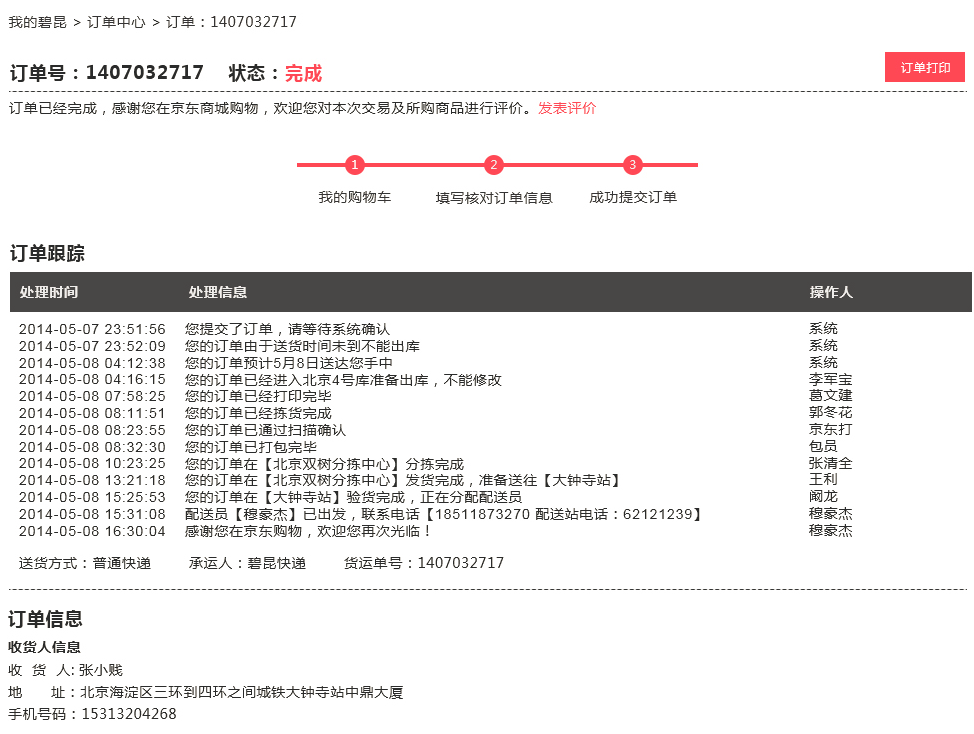 我的碧昆 > 订单中心 > 订单：1407032717
订单号：1407032717 状态：完成
订单打印
订单已经完成，感谢您在京东商城购物，欢迎您对本次交易及所购商品进行评价。发表评价
1 2 3
我的购物车 填写核对订单信息 成功提交订单
订单跟踪
处理时间 处理信息 操作人
2014-05-07 23:51:56 您提交了订单，请等待系统确认 系统
2014-05-07 23:52:09 您的订单由于送货时间未到不能出库 系统
2014-05-08 04:12:38 您的订单预计5月8日送达您手中 系统
2014-05-08 04:16:15 您的订单已经进入北京4号库准备出库，不能修改 李军宝
2014-05-08 07:58:25 您的订单已经打印完毕 葛文建
2014-05-08 08:11:51 您的订单已经拣货完成 郭冬花
2014-05-08 08:23:55 您的订单已通过扫描确认 京东打
2014-05-08 08:32:30 您的订单已打包完毕 包员
2014-05-08 10:23:25 您的订单在【北京双树分拣中心】分拣完成 张清全
2014-05-08 13:21:18 您的订单在【北京双树分拣中心】发货完成，准备送往【大钟寺站】 王利
2014-05-08 15:25:53 您的订单在【大钟寺站】验货完成，正在分配配送员 阚龙
2014-05-08 15:31:08 配送员【穆豪杰】已出发，联系电话【18511873270 配送站电话：62121239】 穆豪杰
2014-05-08 16:30:04 感谢您在京东购物，欢迎您再次光临！ 穆豪杰
送货方式：普通快递 承运人：碧昆快递 货运单号：1407032717
订单信息
收货人信息
收 货 人: 张小贱
地 址：北京海淀区三环到四环之间城铁大钟寺站中鼎大厦
手机号码：15313204268